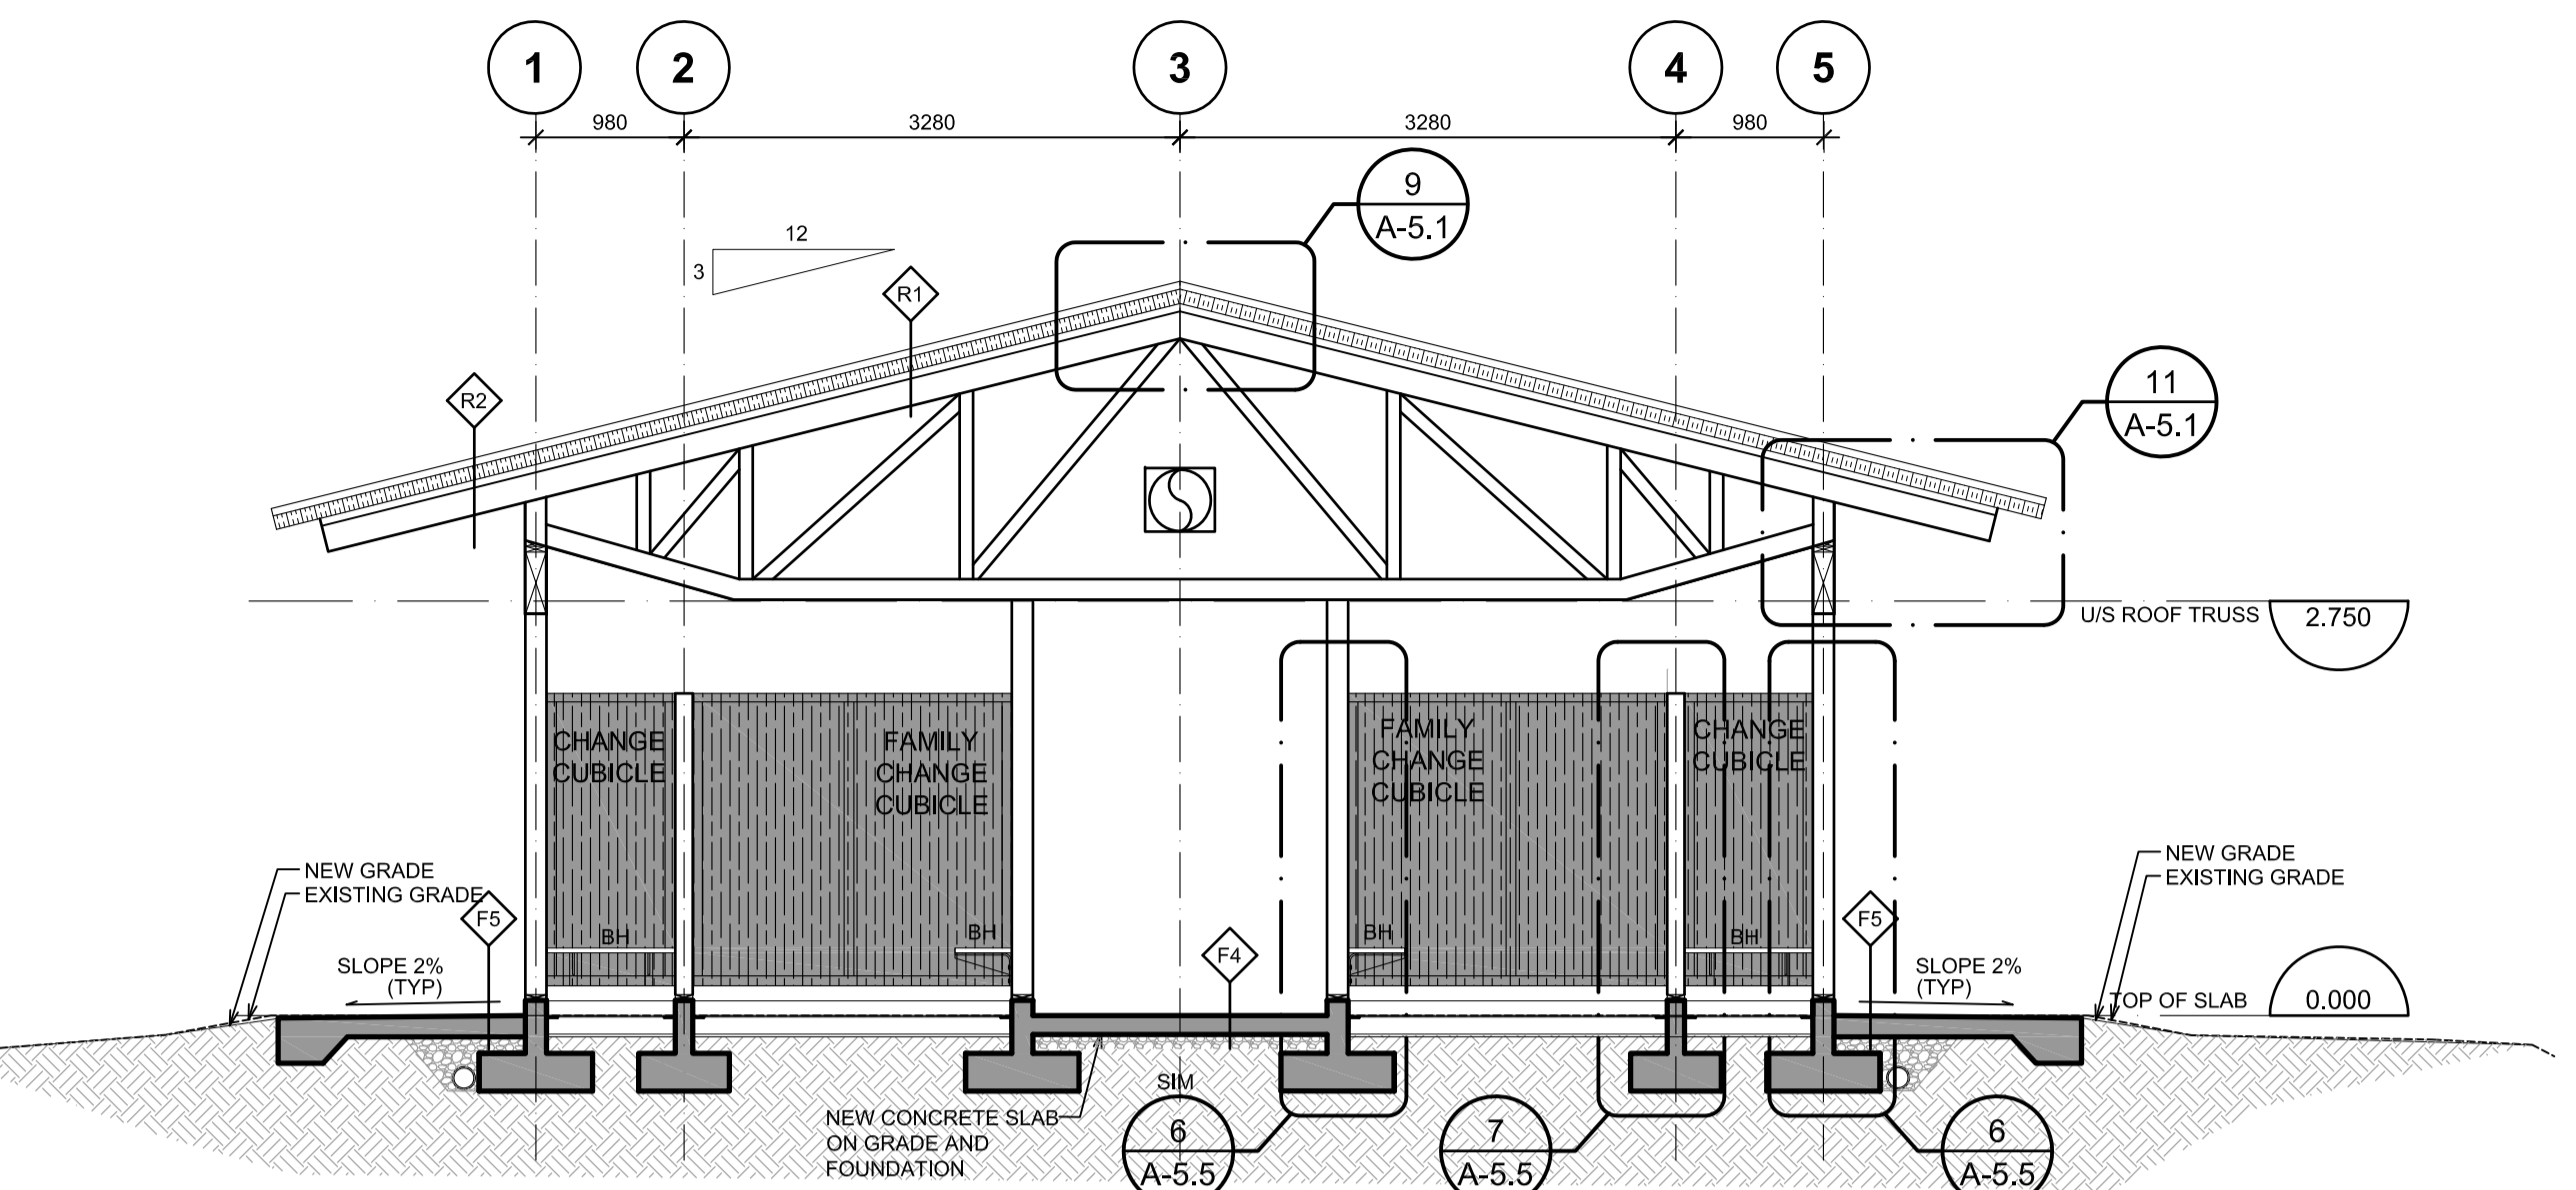 1
2
3
4
5
980
3280
3280
980
9
A-5.1
12
3
R1
R2
11
A-5.1
U/S ROOF TRUSS
2.750
CHANGE
CUBICLE
FAMILY
CHANGE
CUBICLE
FAMILY
CHANGE
CUBICLE
CHANGE
CUBICLE
NEW GRADE
EXISTING GRADE
NEW GRADE
EXISTING GRADE
F5
BH
BH
BH
BH
F5
F4
SLOPE 2%
(TYP)
SLOPE 2%
(TYP)
TOP OF SLAB
0.000
SIM
NEW CONCRETE SLAB
ON GRADE AND
FOUNDATION
6
A-5.5
7
A-5.5
6
A-5.5